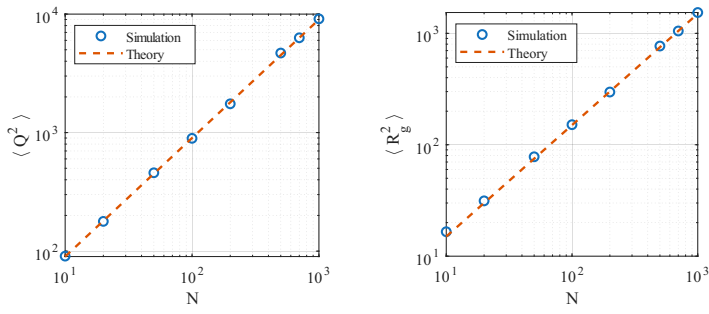 10^4
10^3
10^2
⟨ Q^2 ⟩
Simulation
Theory
10^1
10^2
10^3
N
10^3
10^2
10^1
⟨ R_g^2 ⟩
Simulation
Theory
10^1
10^2
10^3
N